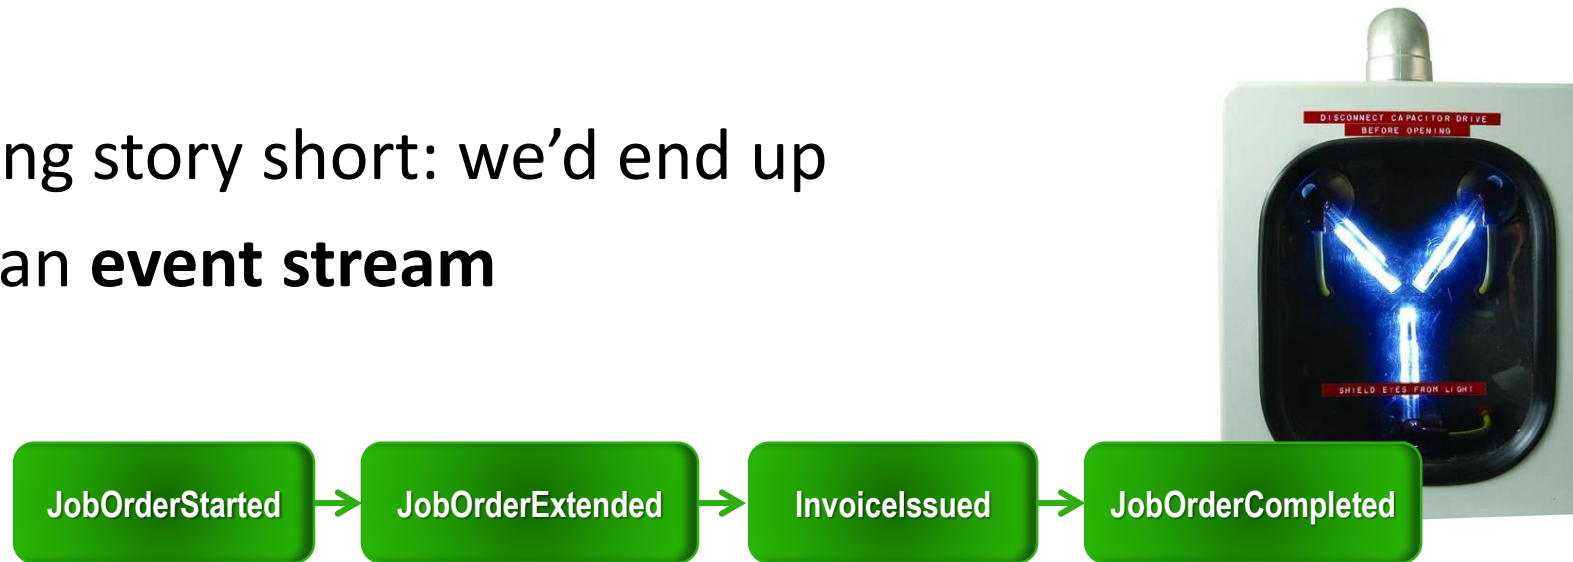 ng story short: we’d end up
an event stream
DISCONNECT CAPACITOR DRIVE
BEFORE OPENING
SHIELD EYES FROM LIGHT
JobOrderStarted
JobOrderExtended
InvoiceIssued
JobOrderCompleted